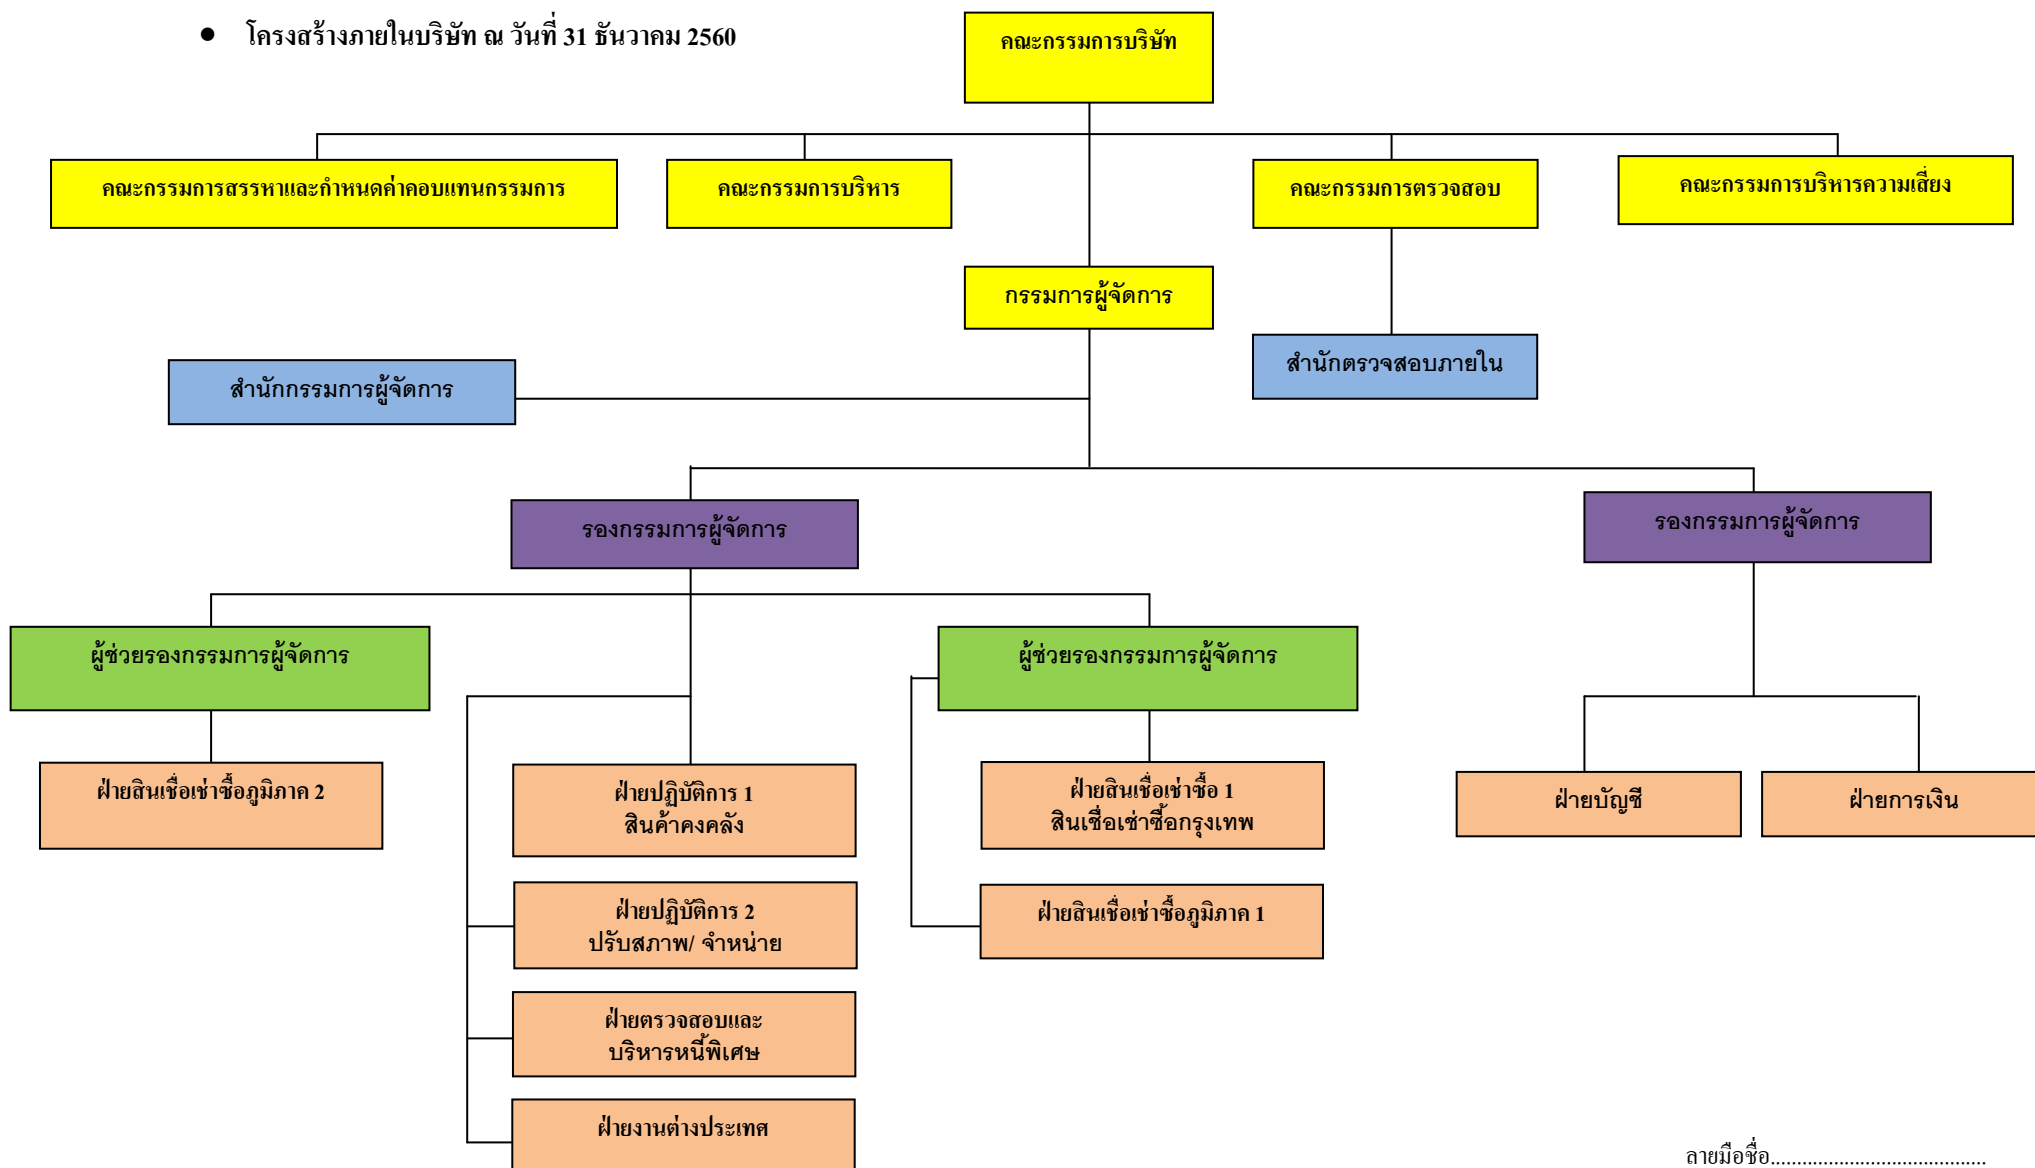 ● โครงสร้างภายในบริษัท ณ วันที่ 31 ธันวาคม 2560
คณะกรรมการบริษัท
คณะกรรมการสรรหาและกำหนดค่าคอบแทนกรรมการ
คณะกรรมการบริหาร
คณะกรรมการตรวจสอบ
คณะกรรมการบริหารความเสี่ยง
กรรมการผู้จัดการ
สำนักตรวจสอบภายใน
สำนักกรรมการผู้จัดการ
รองกรรมการผู้จัดการ
รองกรรมการผู้จัดการ
ผู้ช่วยรองกรรมการผู้จัดการ
ผู้ช่วยรองกรรมการผู้จัดการ
ฝ่ายสินเชื่อเช่าซื้อภูมิภาค 2
ฝ่ายปฏิบัติการ 1
สินค้าคงคลัง
ฝ่ายสินเชื่อเช่าซื้อ 1
สินเชื่อเช่าซื้อกรุงเทพ
ฝ่ายบัญชี
ฝ่ายการเงิน
ฝ่ายปฏิบัติการ 2
ปรับสภาพ/ จำหน่าย
ฝ่ายสินเชื่อเช่าซื้อภูมิภาค 1
ฝ่ายตรวจสอบและ
บริหารหนี้พิเศษ
ฝ่ายงานต่างประเทศ
ลายมือชื่อ.........................................